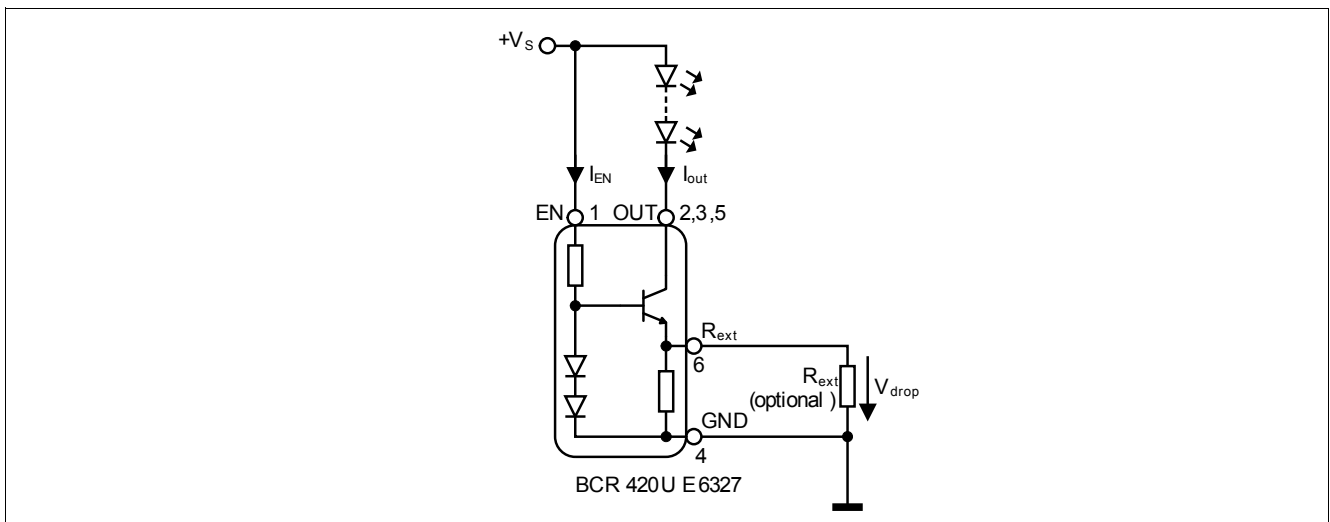 +VS
IEN
Iout
EN 1 OUT 2,3,5
Rext
6
Rext
(optional )
Vdrop
GND
4
BCR 420U E6327